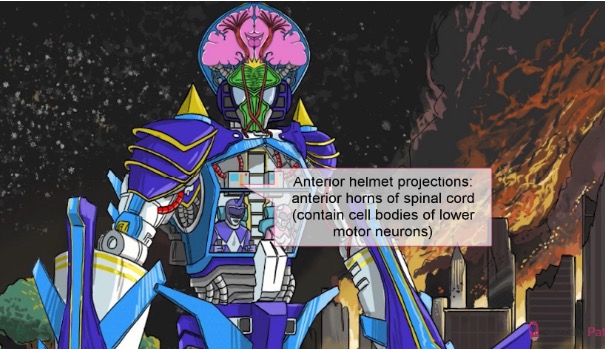 Anterior helmet projections:
anterior horns of spinal cord
(contain cell bodies of lower
motor neurons)